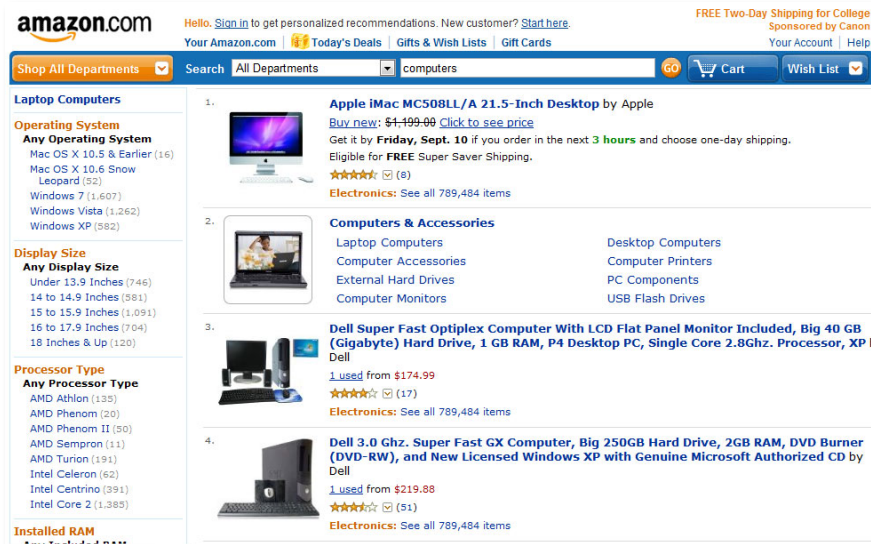 amazon.com
Hello. Sign in to get personalized recommendations. New customer? Start here.
FREE Two-Day Shipping for College
Sponsored by Canon
Your Amazon.com | Today's Deals | Gifts & Wish Lists | Gift Cards
Your Account | Help
Shop All Departments
Search All Departments computers GO Cart Wish List
Laptop Computers
Operating System
Any Operating System
Mac OS X 10.5 & Earlier (16)
Mac OS X 10.6 Snow
Leopard (52)
Windows 7 (1,607)
Windows Vista (1,262)
Windows XP (582)
Display Size
Any Display Size
Under 13.9 Inches (746)
14 to 14.9 Inches (581)
15 to 15.9 Inches (1,091)
16 to 17.9 Inches (704)
18 Inches & Up (120)
Processor Type
Any Processor Type
AMD Athlon (135)
AMD Phenom (20)
AMD Phenom II (50)
AMD Sempron (11)
AMD Turion (191)
Intel Celeron (62)
Intel Centrino (391)
Intel Core 2 (1,385)
Installed RAM
Any Included RAM
1.
Apple iMac MC508LL/A 21.5-Inch Desktop by Apple
Buy new: $1,199.00 Click to see price
Get it by Friday, Sept. 10 if you order in the next 3 hours and choose one-day shipping.
Eligible for FREE Super Saver Shipping.
(8)
Electronics: See all 789,484 items
2.
Computers & Accessories
Laptop Computers
Desktop Computers
Computer Accessories
Computer Printers
External Hard Drives
PC Components
Computer Monitors
USB Flash Drives
3.
Dell Super Fast Optiplex Computer With LCD Flat Panel Monitor Included, Big 40 GB
(Gigabyte) Hard Drive, 1 GB RAM, P4 Desktop PC, Single Core 2.8Ghz. Processor, XP
Dell
1 used from $174.99
(17)
Electronics: See all 789,484 items
4.
Dell 3.0 Ghz. Super Fast GX Computer, Big 250GB Hard Drive, 2GB RAM, DVD Burner
(DVD-RW), and New Licensed Windows XP with Genuine Microsoft Authorized CD by
Dell
1 used from $219.88
(51)
Electronics: See all 789,484 items